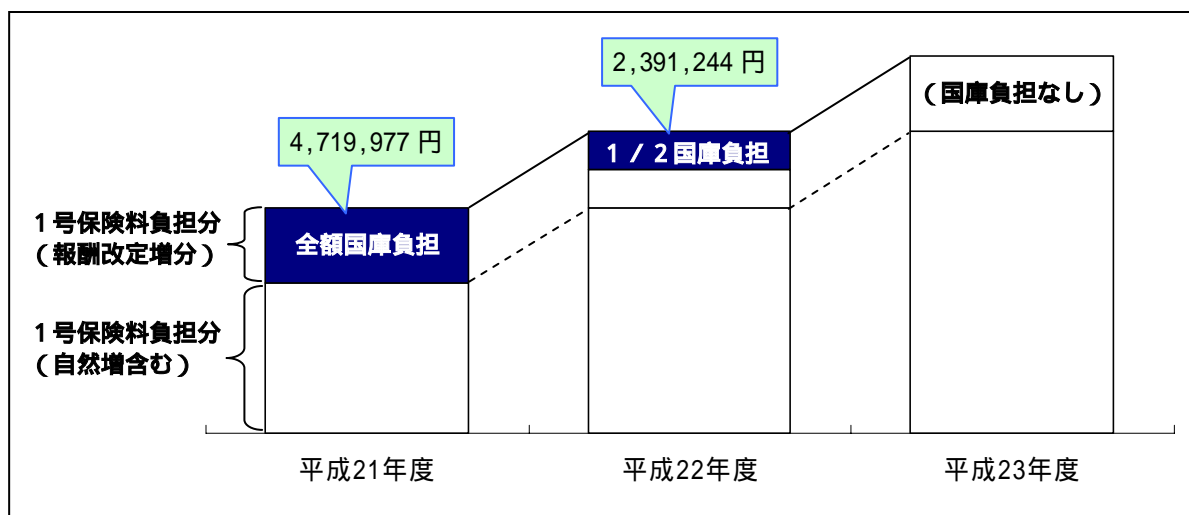 2,391,244 円
(国庫負担なし)
4,719,977 円
1/2国庫負担
1号保険料負担分
(報酬改定増分)
全額国庫負担
1号保険料負担分
(自然増含む)
平成21年度
平成22年度
平成23年度